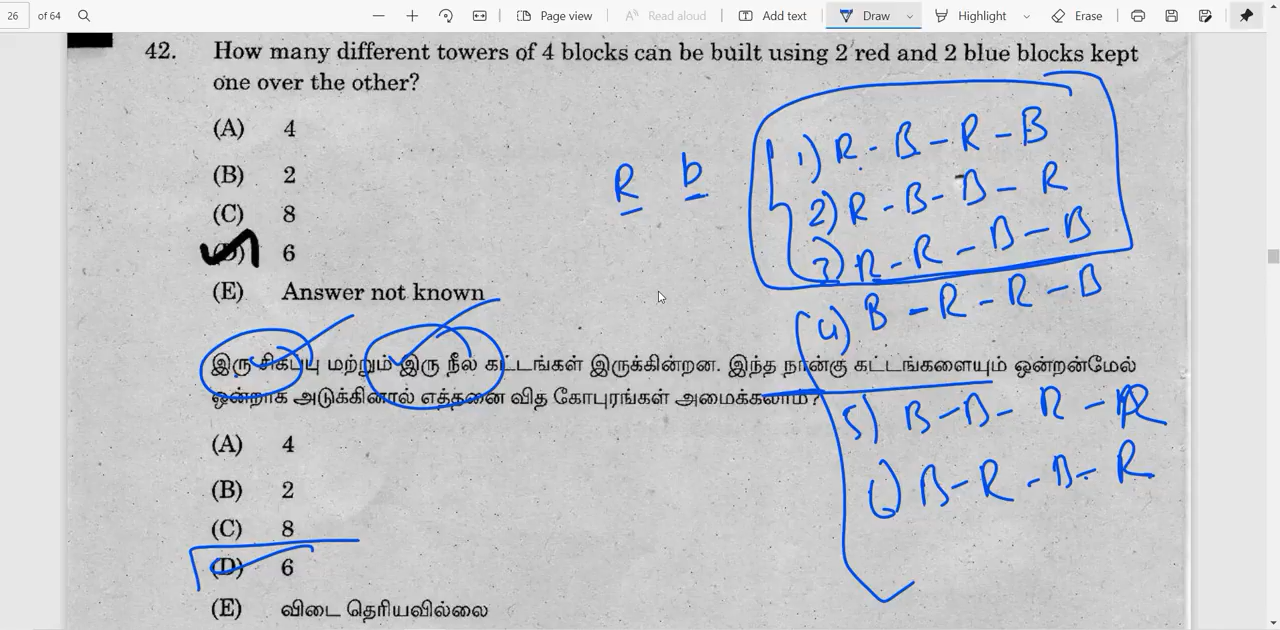 26 of 64 Page view Read aloud Add text Draw Highlight Erase
42. How many different towers of 4 blocks can be built using 2 red and 2 blue blocks kept
one over the other?
(A) 4
(B) 2
(C) 8
(D) 6
(E) Answer not known
R b
1) R - B - R - B
2) R - B - B - R
3) R - R - B - B
4) B - R - R - B
5) B - B - R - R
6) B - R - B - R
இரு சிகப்பு மற்றும் இரு நீல கட்டங்கள் இருக்கின்றன. இந்த நான்கு கட்டங்களையும் ஒன்றன்மேல்
ஒன்றாக அடுக்கினால் எத்தனை வித கோபுரங்கள் அமைக்கலாம்?
(A) 4
(B) 2
(C) 8
(D) 6
(E) விடை தெரியவில்லை